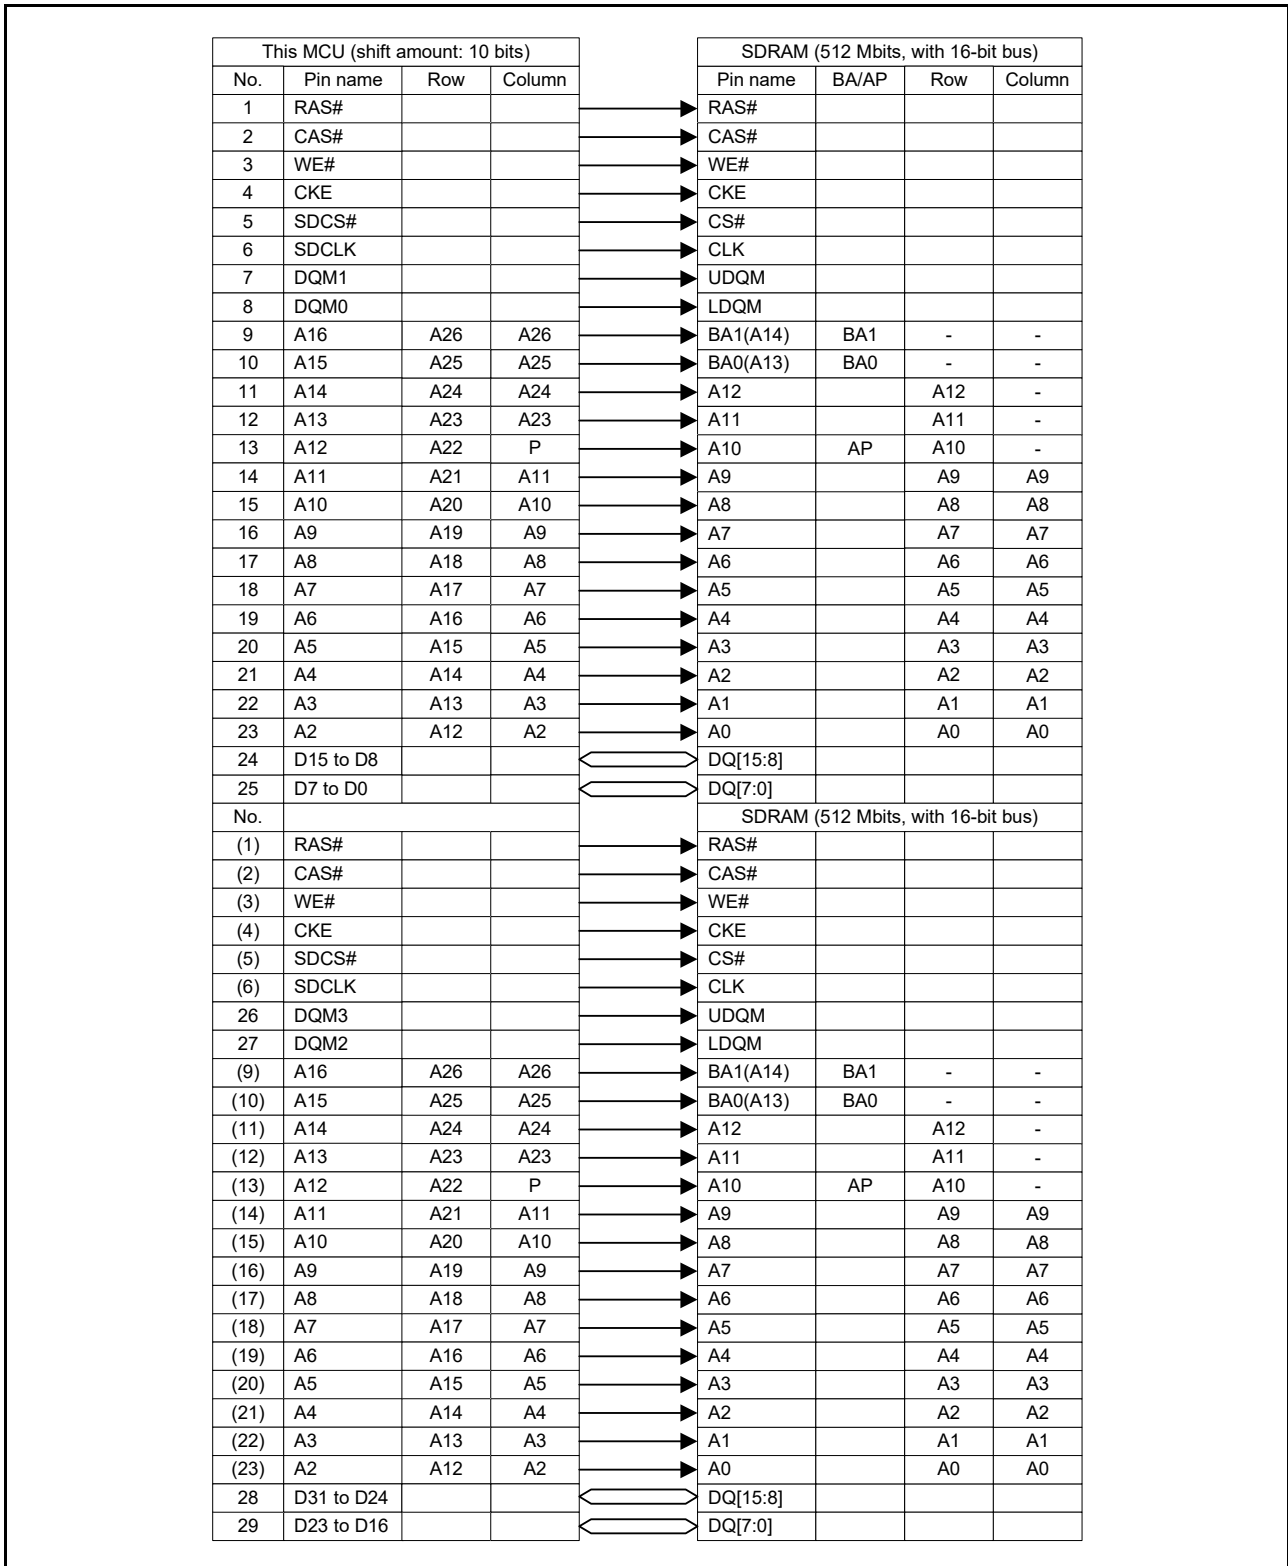 This MCU (shift amount: 10 bits) SDRAM (512 Mbits, with 16-bit bus)
No. Pin name Row Column Pin name BA/AP Row Column
1 RAS# RAS#
2 CAS# CAS#
3 WE# WE#
4 CKE CKE
5 SDCS# CS#
6 SDCLK CLK
7 DQM1 UDQM
8 DQM0 LDQM
9 A16 A26 A26 BA1(A14) BA1 - -
10 A15 A25 A25 BA0(A13) BA0 - -
11 A14 A24 A24 A12 A12 -
12 A13 A23 A23 A11 A11 -
13 A12 A22 P A10 AP A10 -
14 A11 A21 A11 A9 A9 A9
15 A10 A20 A10 A8 A8 A8
16 A9 A19 A9 A7 A7 A7
17 A8 A18 A8 A6 A6 A6
18 A7 A17 A7 A5 A5 A5
19 A6 A16 A6 A4 A4 A4
20 A5 A15 A5 A3 A3 A3
21 A4 A14 A4 A2 A2 A2
22 A3 A13 A3 A1 A1 A1
23 A2 A12 A2 A0 A0 A0
24 D15 to D8 DQ[15:8]
25 D7 to D0 DQ[7:0]
No. SDRAM (512 Mbits, with 16-bit bus)
(1) RAS# RAS#
(2) CAS# CAS#
(3) WE# WE#
(4) CKE CKE
(5) SDCS# CS#
(6) SDCLK CLK
26 DQM3 UDQM
27 DQM2 LDQM
(9) A16 A26 A26 BA1(A14) BA1 - -
(10) A15 A25 A25 BA0(A13) BA0 - -
(11) A14 A24 A24 A12 A12 -
(12) A13 A23 A23 A11 A11 -
(13) A12 A22 P A10 AP A10 -
(14) A11 A21 A11 A9 A9 A9
(15) A10 A20 A10 A8 A8 A8
(16) A9 A19 A9 A7 A7 A7
(17) A8 A18 A8 A6 A6 A6
(18) A7 A17 A7 A5 A5 A5
(19) A6 A16 A6 A4 A4 A4
(20) A5 A15 A5 A3 A3 A3
(21) A4 A14 A4 A2 A2 A2
(22) A3 A13 A3 A1 A1 A1
(23) A2 A12 A2 A0 A0 A0
28 D31 to D24 DQ[15:8]
29 D23 to D16 DQ[7:0]